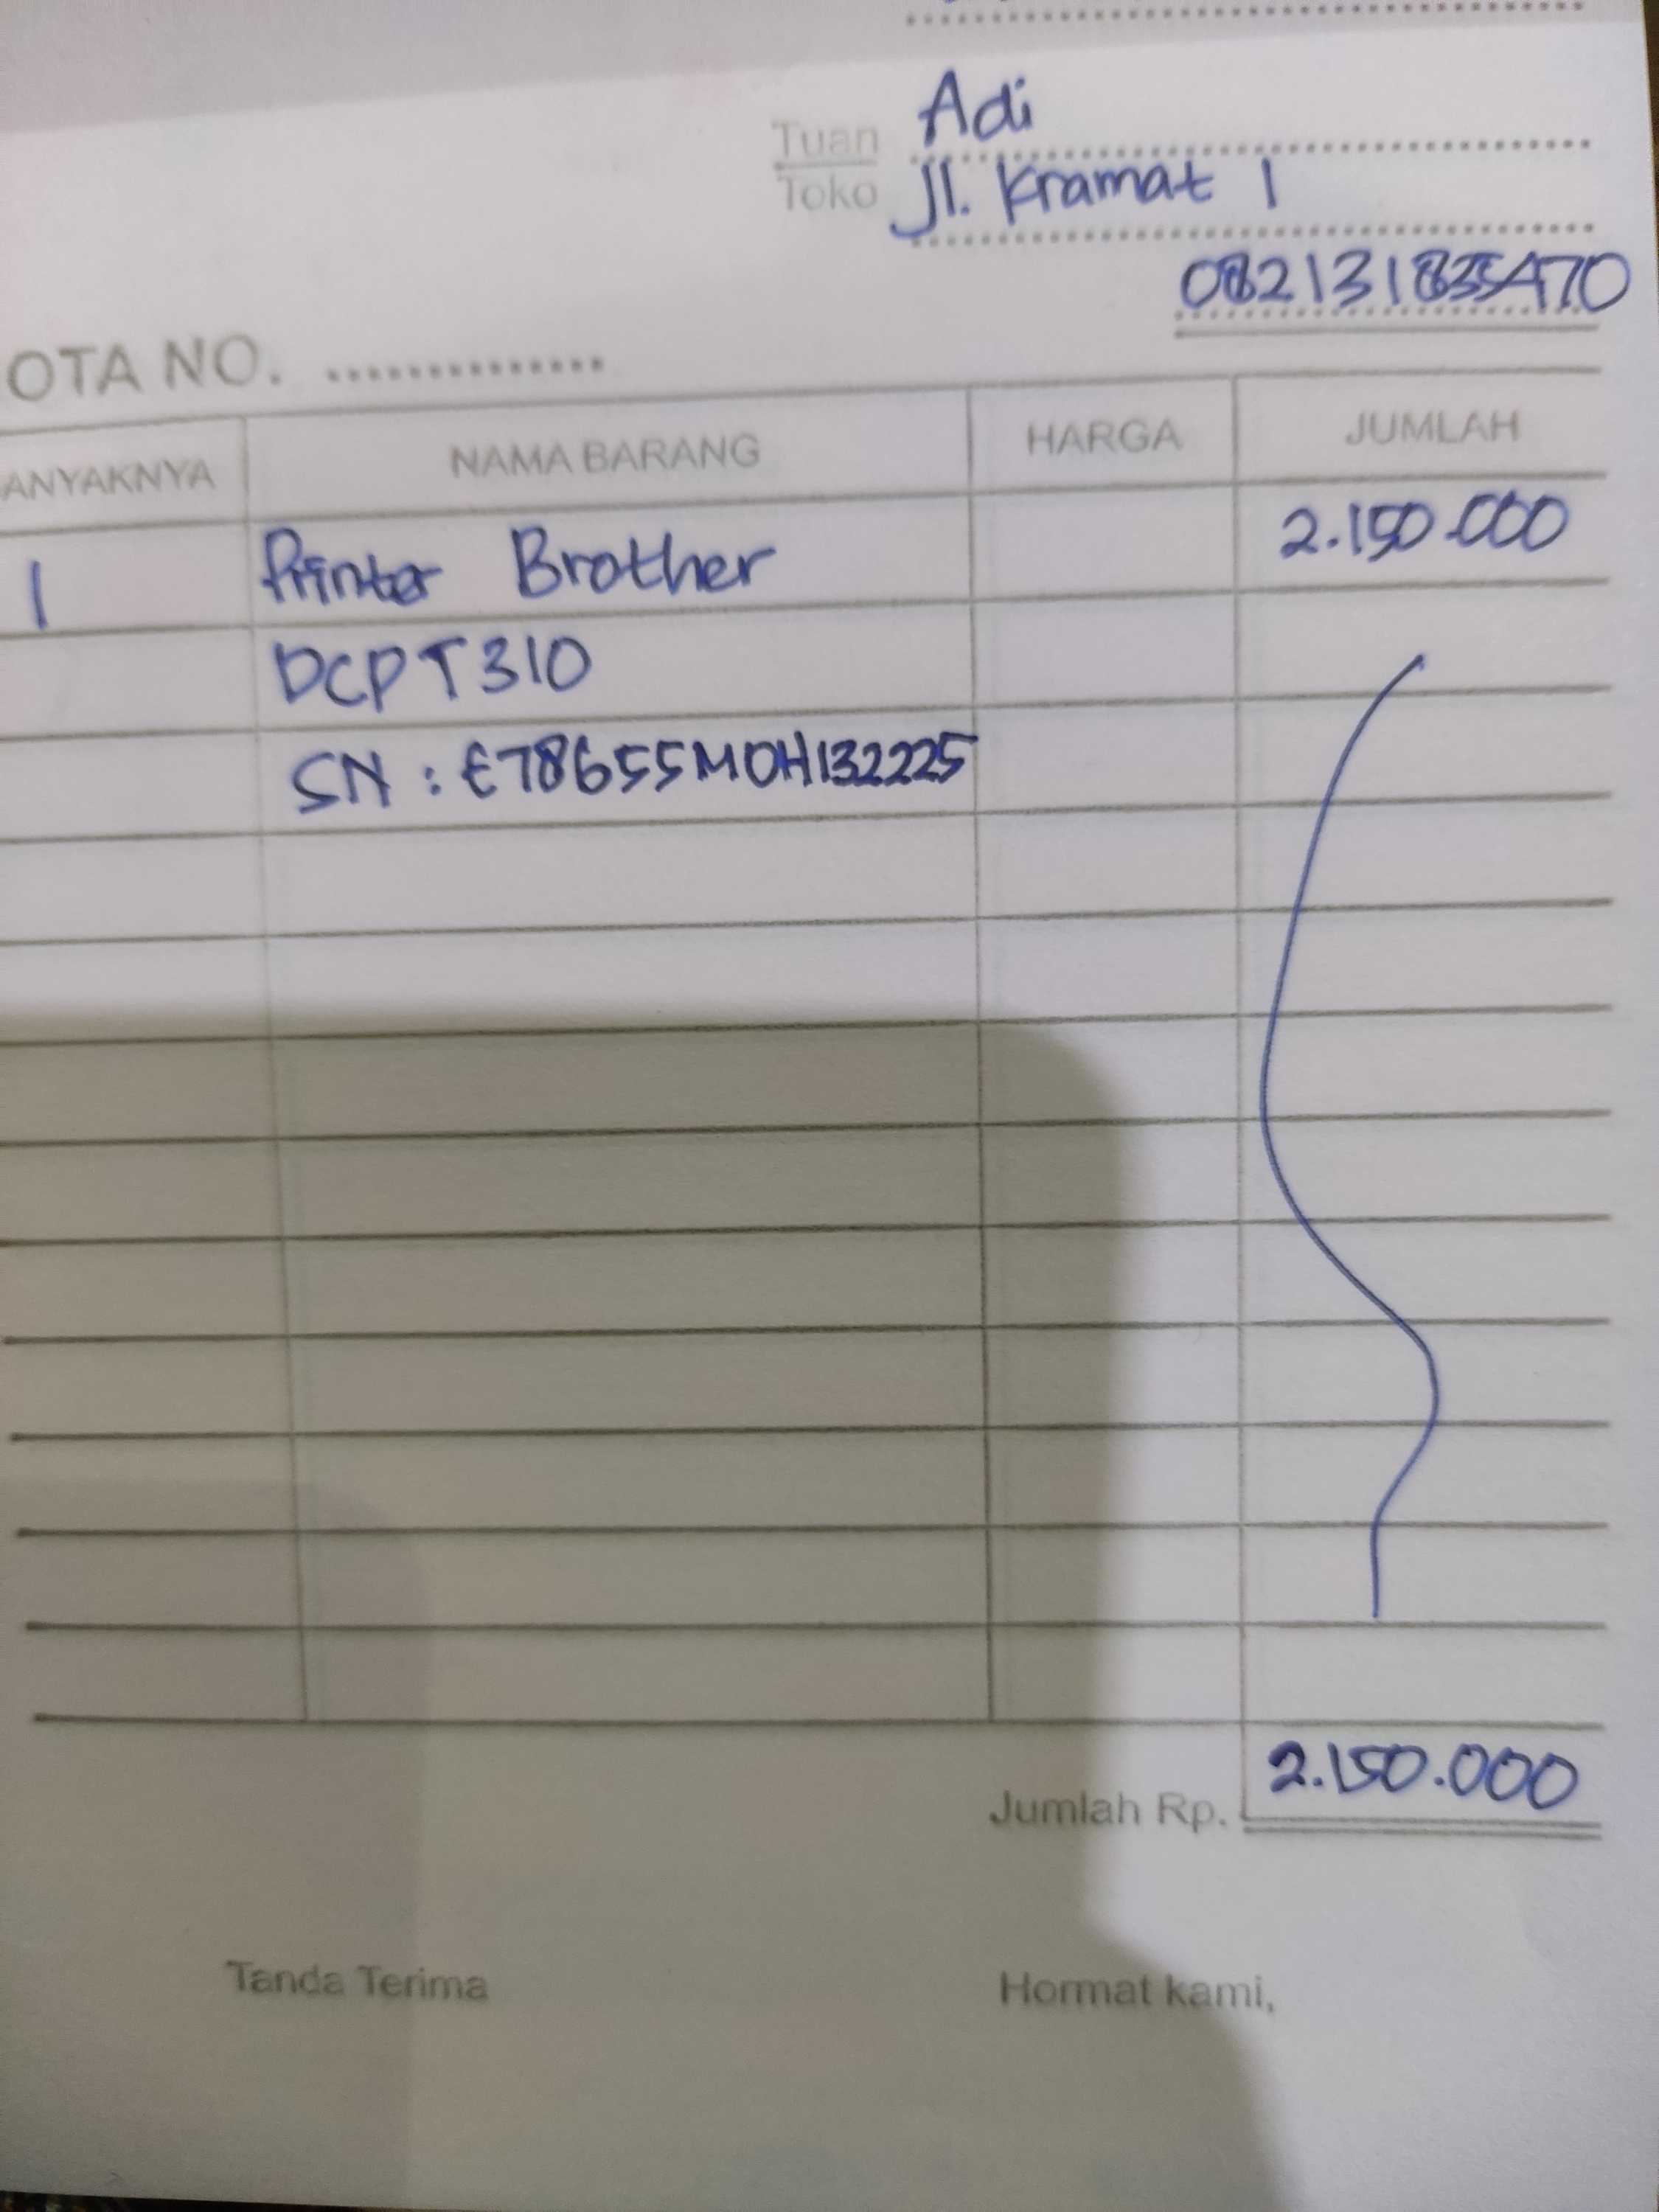 Adi
Tuan
Toko
Jl. Kramat 1
OTA NO. ..............
ANYAKNYA NAMA BARANG HARGA JUMLAH
1 Printer Brother 2.150.000
DCPT310
SN : E78655M0H132225
Jumlah Rp. 2.150.000
Tanda Terima Hormat kami,